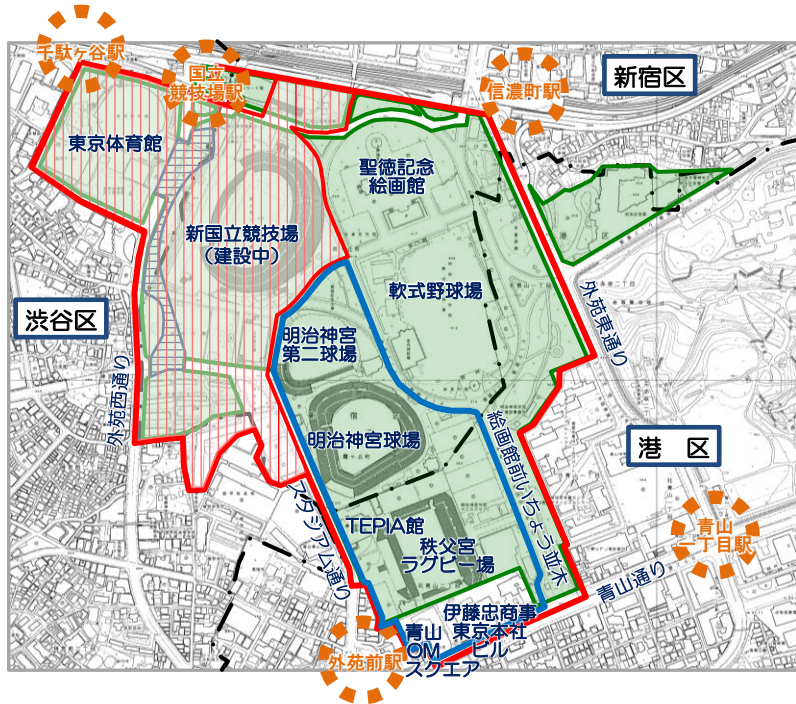 千駄ヶ谷駅
国立
競技場駅
信濃町駅
新宿区
東京体育館
聖徳記念
絵画館
新国立競技場
(建設中)
軟式野球場
外苑東通り
渋谷区
明治神宮
第二球場
外苑西通り
明治神宮球場
絵画館前いちょう並木
港 区
スタジアム通り
TEPIA館
秩父宮
ラグビー場
青山
一丁目駅
青山通り
伊藤忠商事
東京本社
ビル
青山
OM
スクエア
外苑前駅